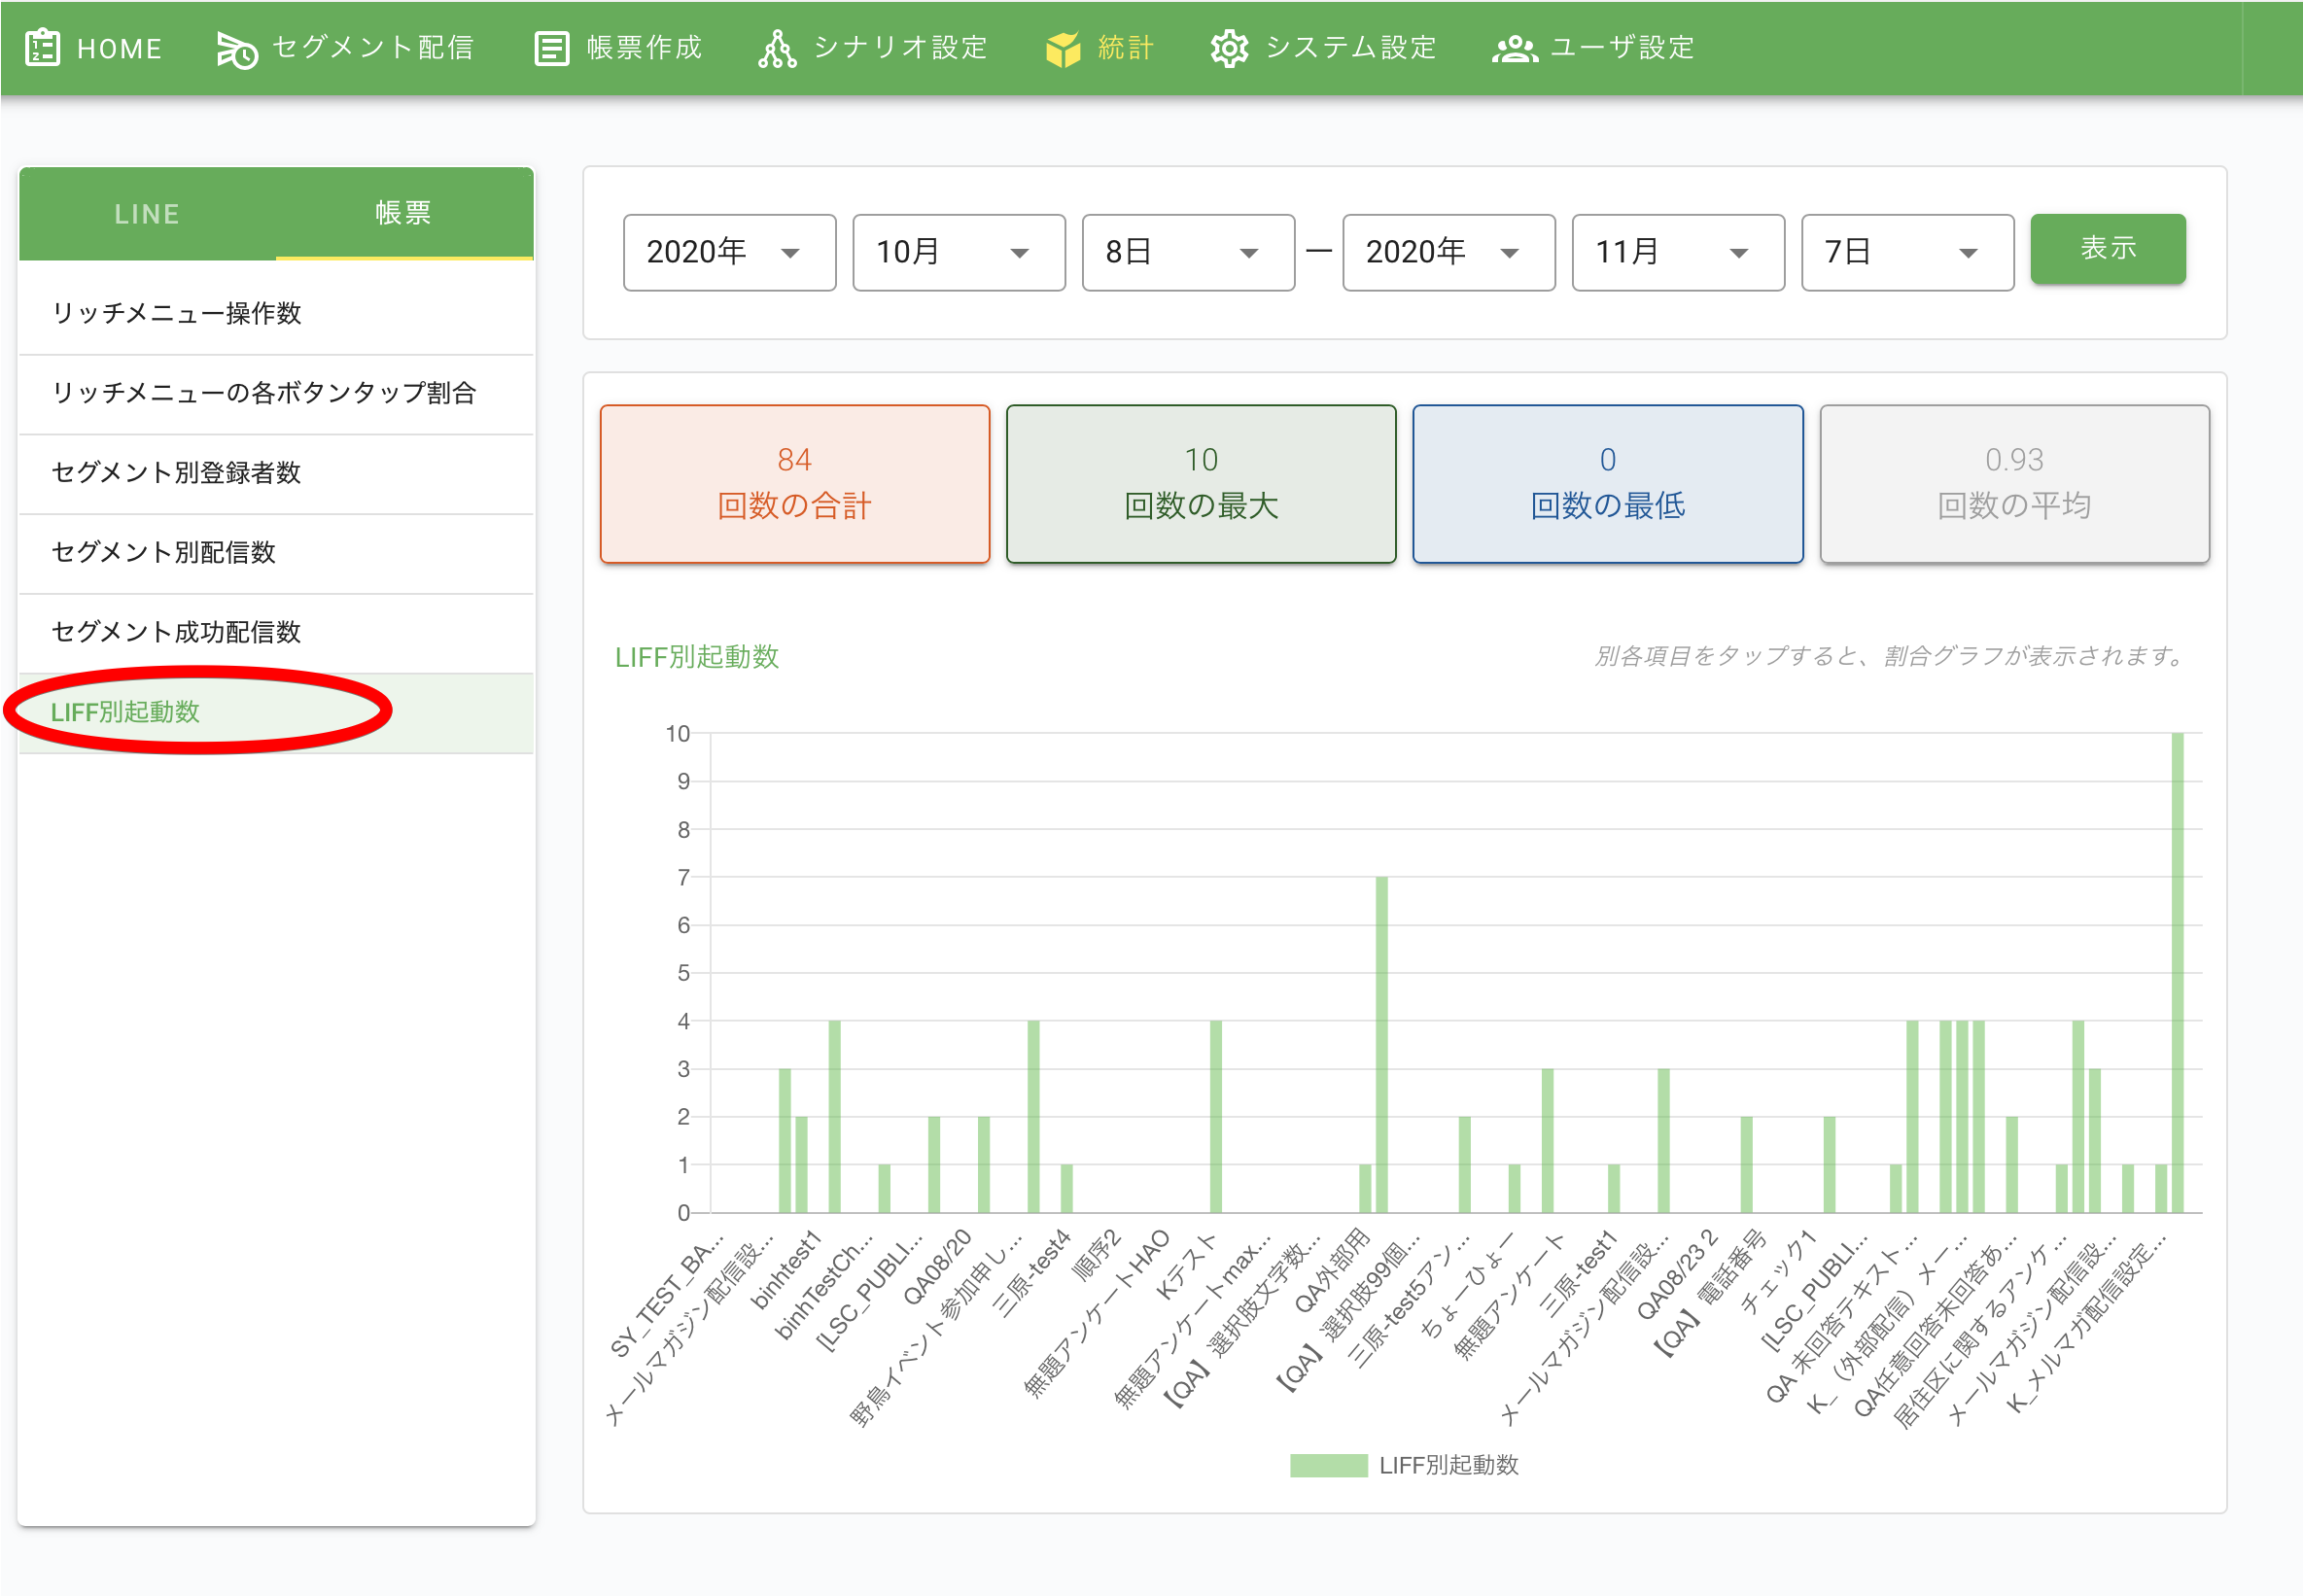 HOME セグメント配信 帳票作成 シナリオ設定 統計 システム設定 ユーザ設定
LINE 帳票
リッチメニュー操作数
リッチメニューの各ボタンタップ割合
セグメント別登録者数
セグメント別配信数
セグメント成功配信数
LIFF別起動数
2020年 10月 8日 ー 2020年 11月 7日 表示
84
回数の合計
10
回数の最大
0
回数の最低
0.93
回数の平均
LIFF別起動数
別各項目をタップすると、割合グラフが表示されます。
10
9
8
7
6
5
4
3
2
1
0
SY_TEST_BA...
メールマガジン配信設...
binhtest1
binhTestCh...
[LSC_PUBLI...
QA08/20
野鳥イベント参加申し...
三原-test4
順序2
無題アンケートHAO
Kテスト
無題アンケートmax...
【QA】選択肢文字数...
QA外部用
【QA】選択肢99個...
三原-test5アン...
ちょーひょー
無題アンケート
三原-test1
メールマガジン配信設...
QA08/23 2
【QA】電話番号
チェック1
[LSC_PUBLI...
QA 未回答テキスト...
K_（外部配信）メー...
QA任意回答未回答あ...
居住区に関するアンケ...
メールマガジン配信設...
K_メルマガ配信設定...
LIFF別起動数